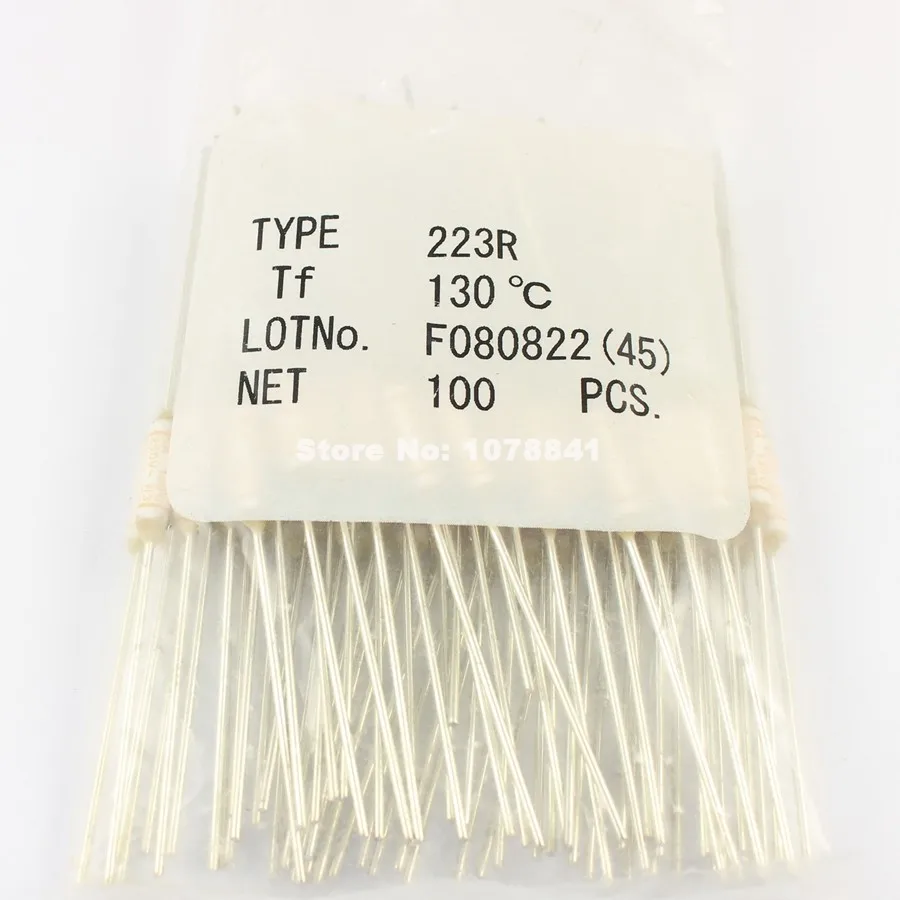 TYPE 223R
Tf 130 ℃
LOTNo. F080822(45)
NET 100 PCS.
Store No: 1078841